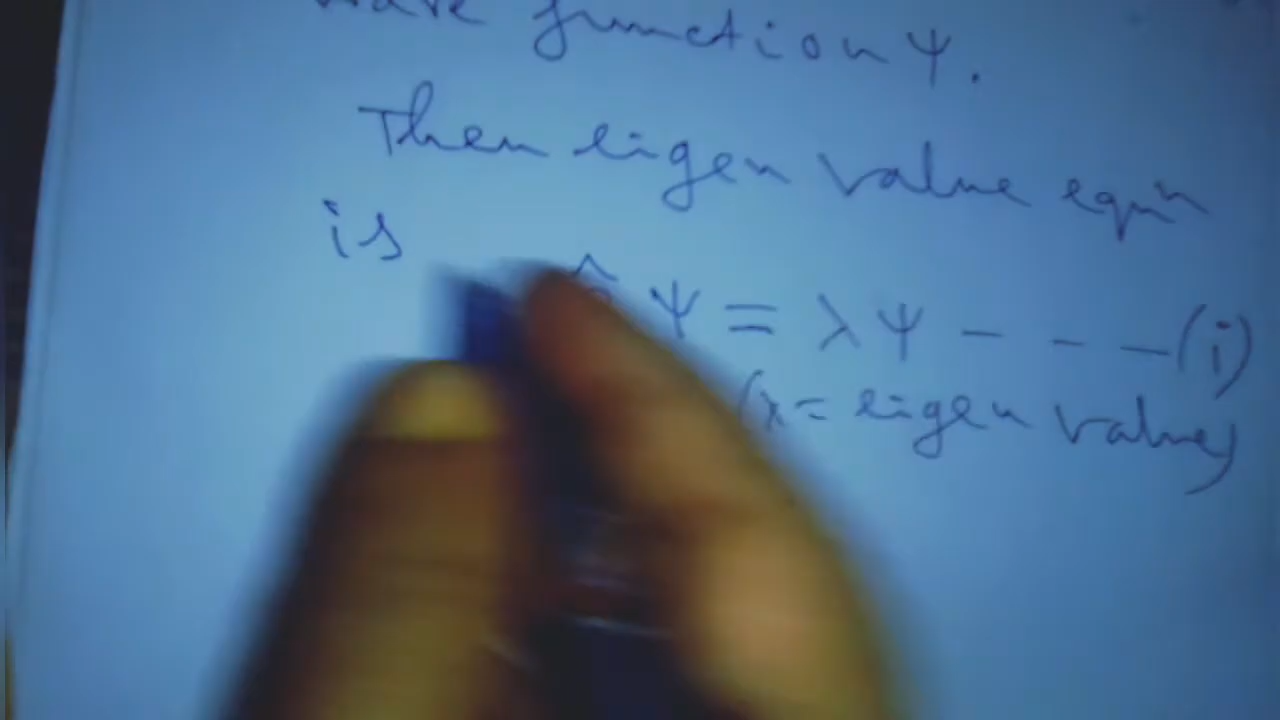 function ψ.
Then eigen value eqn
is
ψ = λψ - - - (i)
(λ = eigen value)